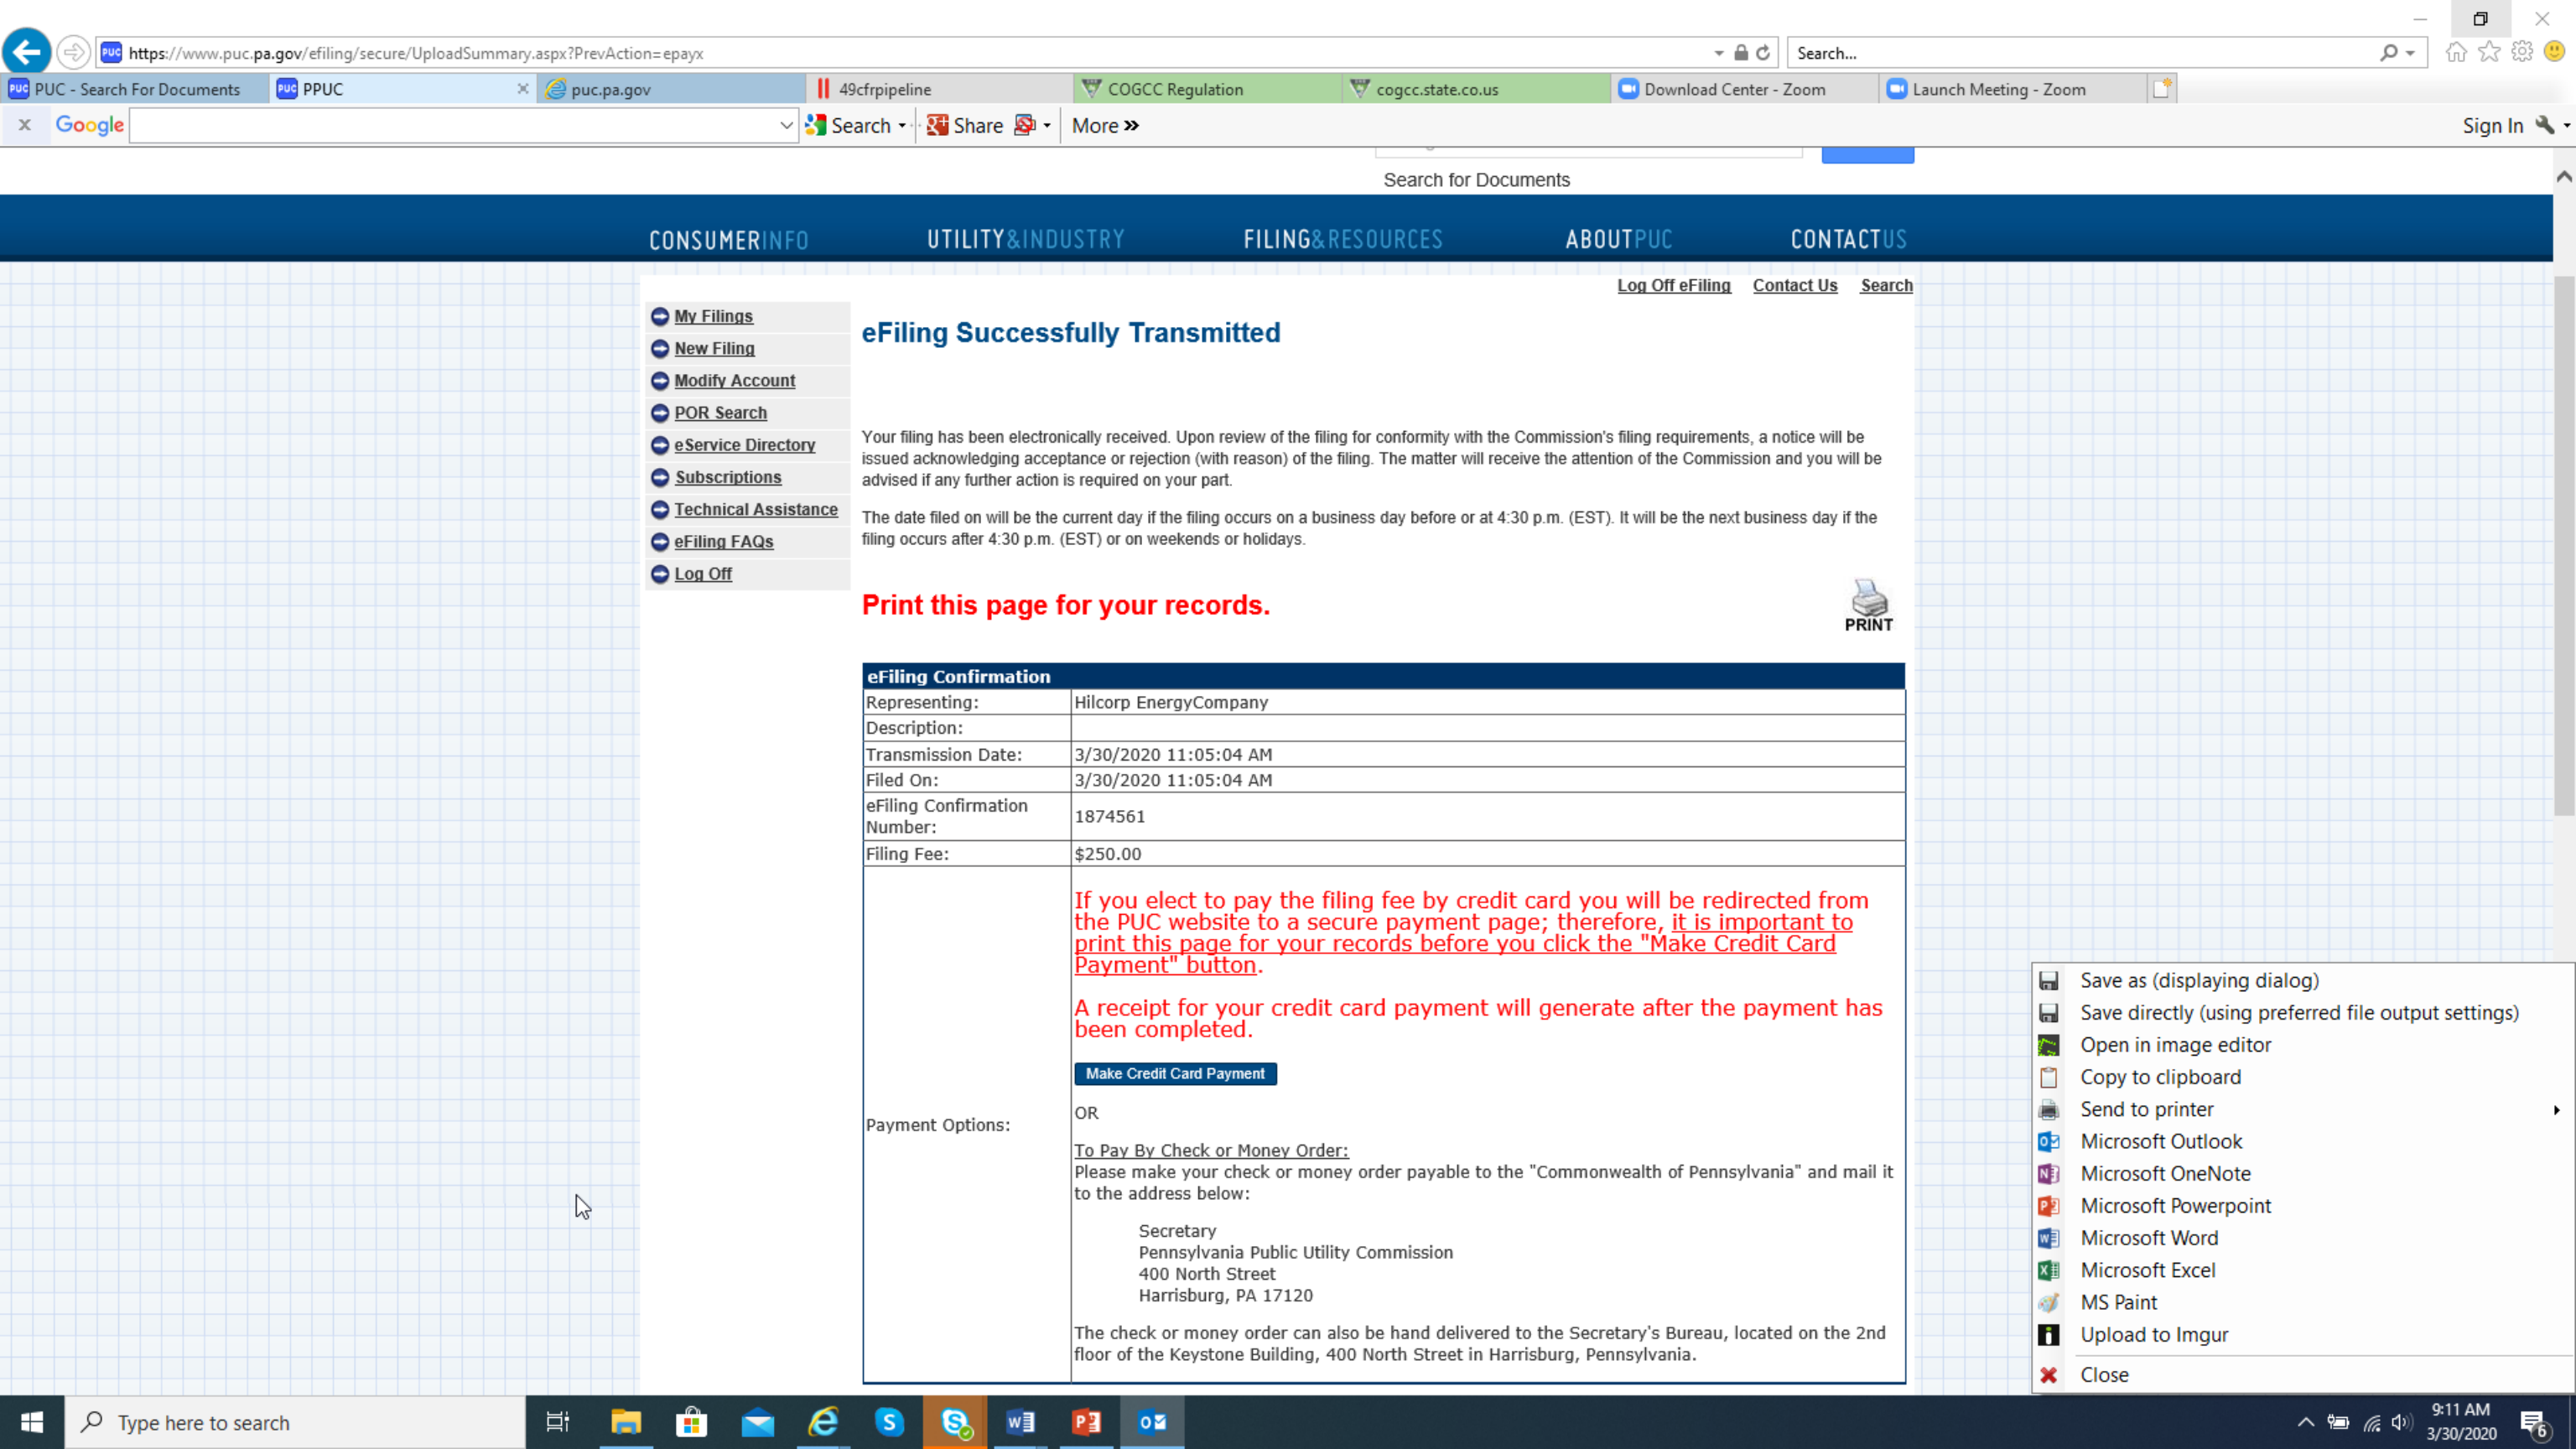 https://www.puc.pa.gov/efiling/secure/UploadSummary.aspx?PrevAction=epayx
Search...
PUC - Search For Documents
PPUC
puc.pa.gov
49cfrpipeline
COGCC Regulation
cogcc.state.co.us
Download Center - Zoom
Launch Meeting - Zoom
x Google Search Share More » Sign In
Search for Documents
CONSUMERINFO UTILITY&INDUSTRY FILING&RESOURCES ABOUTPUC CONTACTUS
Log Off eFiling Contact Us Search
My Filings
New Filing
Modify Account
POR Search
eService Directory
Subscriptions
Technical Assistance
eFiling FAQs
Log Off
eFiling Successfully Transmitted
Your filing has been electronically received. Upon review of the filing for conformity with the Commission's filing requirements, a notice will be
issued acknowledging acceptance or rejection (with reason) of the filing. The matter will receive the attention of the Commission and you will be
advised if any further action is required on your part.
The date filed on will be the current day if the filing occurs on a business day before or at 4:30 p.m. (EST). It will be the next business day if the
filing occurs after 4:30 p.m. (EST) or on weekends or holidays.
Print this page for your records.
PRINT
eFiling Confirmation
Representing: Hilcorp EnergyCompany
Description:
Transmission Date: 3/30/2020 11:05:04 AM
Filed On: 3/30/2020 11:05:04 AM
eFiling Confirmation
Number: 1874561
Filing Fee: $250.00
Payment Options:
If you elect to pay the filing fee by credit card you will be redirected from
the PUC website to a secure payment page; therefore, it is important to
print this page for your records before you click the "Make Credit Card
Payment" button.
A receipt for your credit card payment will generate after the payment has
been completed.
Make Credit Card Payment
OR
To Pay By Check or Money Order:
Please make your check or money order payable to the "Commonwealth of Pennsylvania" and mail it
to the address below:
Secretary
Pennsylvania Public Utility Commission
400 North Street
Harrisburg, PA 17120
The check or money order can also be hand delivered to the Secretary's Bureau, located on the 2nd
floor of the Keystone Building, 400 North Street in Harrisburg, Pennsylvania.
Save as (displaying dialog)
Save directly (using preferred file output settings)
Open in image editor
Copy to clipboard
Send to printer
Microsoft Outlook
Microsoft OneNote
Microsoft Powerpoint
Microsoft Word
Microsoft Excel
MS Paint
Upload to Imgur
Close
Type here to search
9:11 AM
3/30/2020
6